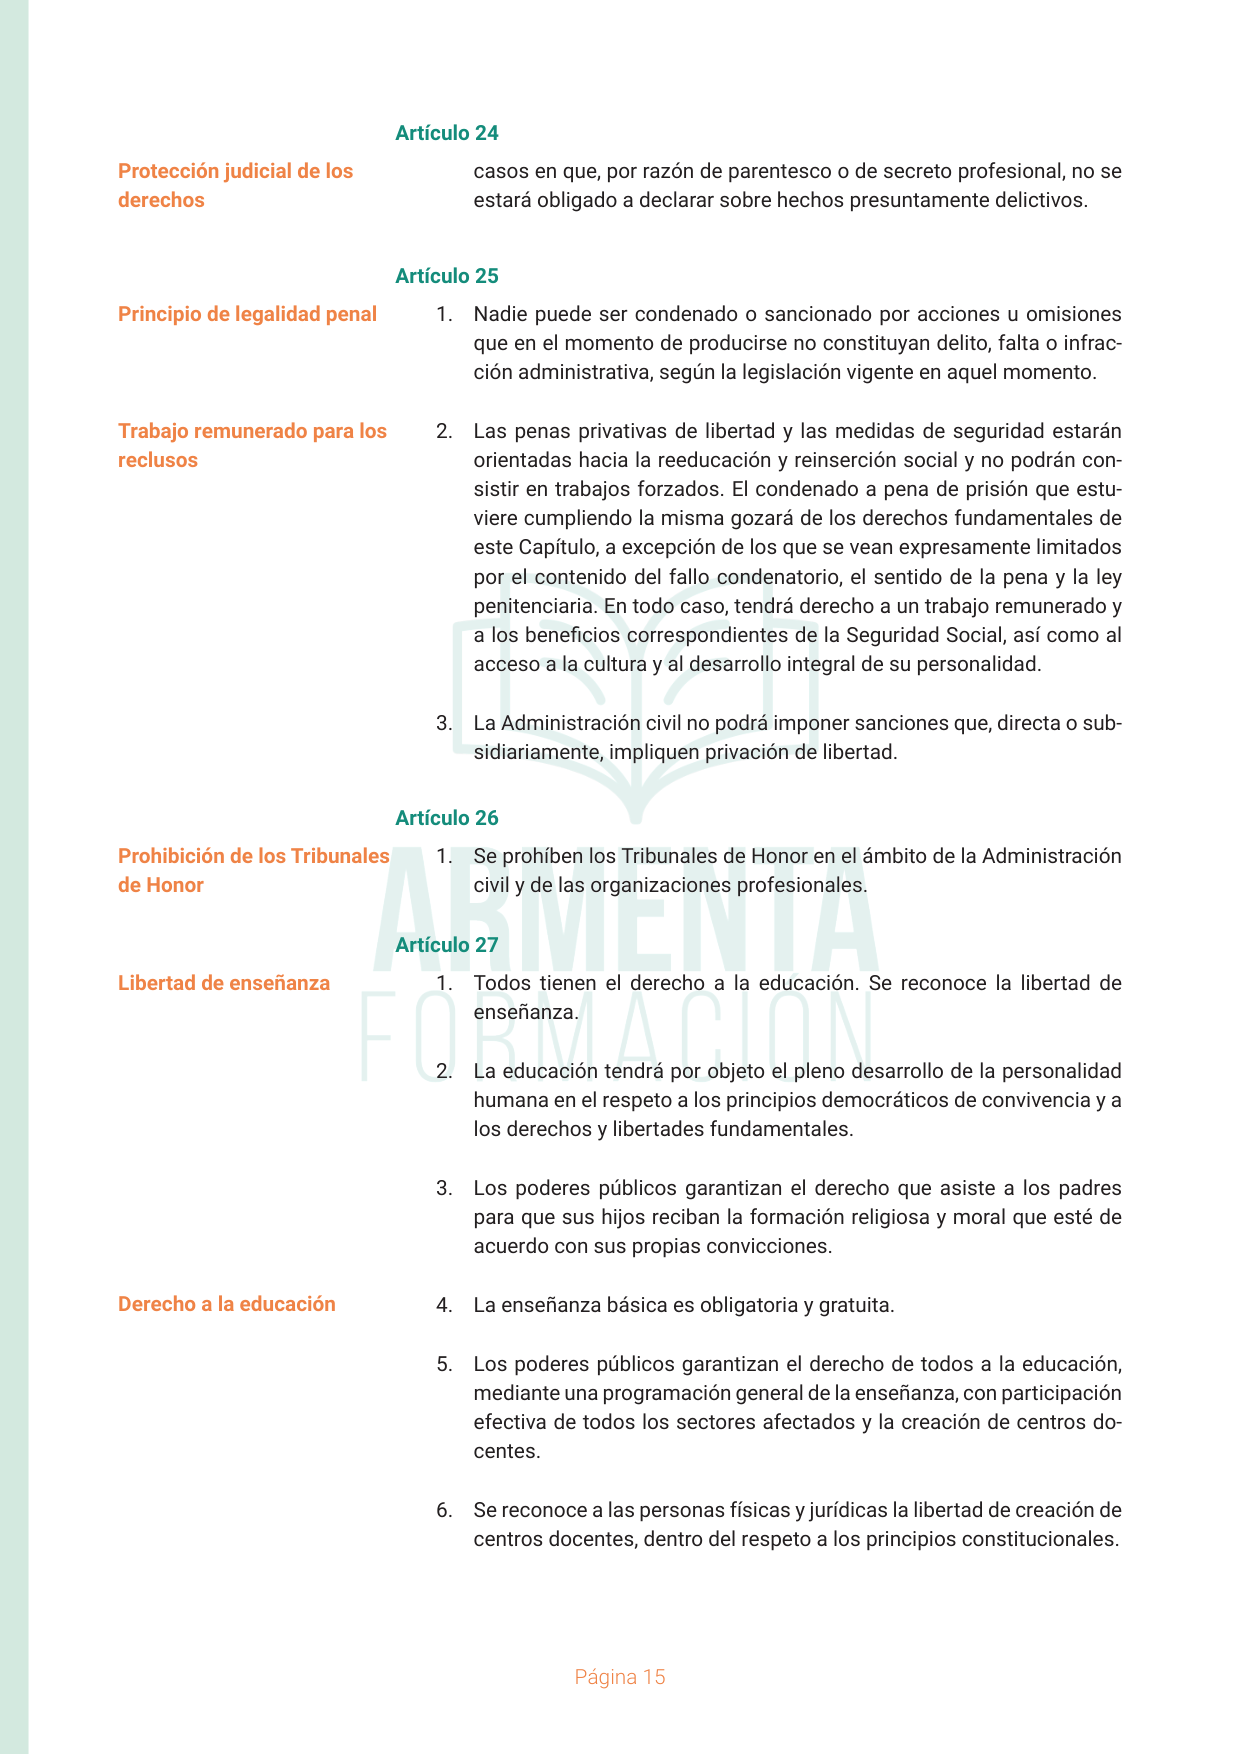 Artículo 24
Protección judicial de los
derechos
casos en que, por razón de parentesco o de secreto profesional, no se
estará obligado a declarar sobre hechos presuntamente delictivos.
Artículo 25
Principio de legalidad penal
1. Nadie puede ser condenado o sancionado por acciones u omisiones
que en el momento de producirse no constituyan delito, falta o infrac-
ción administrativa, según la legislación vigente en aquel momento.
Trabajo remunerado para los
reclusos
2. Las penas privativas de libertad y las medidas de seguridad estarán
orientadas hacia la reeducación y reinserción social y no podrán con-
sistir en trabajos forzados. El condenado a pena de prisión que estu-
viere cumpliendo la misma gozará de los derechos fundamentales de
este Capítulo, a excepción de los que se vean expresamente limitados
por el contenido del fallo condenatorio, el sentido de la pena y la ley
penitenciaria. En todo caso, tendrá derecho a un trabajo remunerado y
a los beneficios correspondientes de la Seguridad Social, así como al
acceso a la cultura y al desarrollo integral de su personalidad.
3. La Administración civil no podrá imponer sanciones que, directa o sub-
sidiariamente, impliquen privación de libertad.
Artículo 26
Prohibición de los Tribunales
de Honor
1. Se prohíben los Tribunales de Honor en el ámbito de la Administración
civil y de las organizaciones profesionales.
ARMENTA
FORMACIÓN
Artículo 27
Libertad de enseñanza
1. Todos tienen el derecho a la educación. Se reconoce la libertad de
enseñanza.
2. La educación tendrá por objeto el pleno desarrollo de la personalidad
humana en el respeto a los principios democráticos de convivencia y a
los derechos y libertades fundamentales.
3. Los poderes públicos garantizan el derecho que asiste a los padres
para que sus hijos reciban la formación religiosa y moral que esté de
acuerdo con sus propias convicciones.
Derecho a la educación
4. La enseñanza básica es obligatoria y gratuita.
5. Los poderes públicos garantizan el derecho de todos a la educación,
mediante una programación general de la enseñanza, con participación
efectiva de todos los sectores afectados y la creación de centros do-
centes.
6. Se reconoce a las personas físicas y jurídicas la libertad de creación de
centros docentes, dentro del respeto a los principios constitucionales.
Página 15